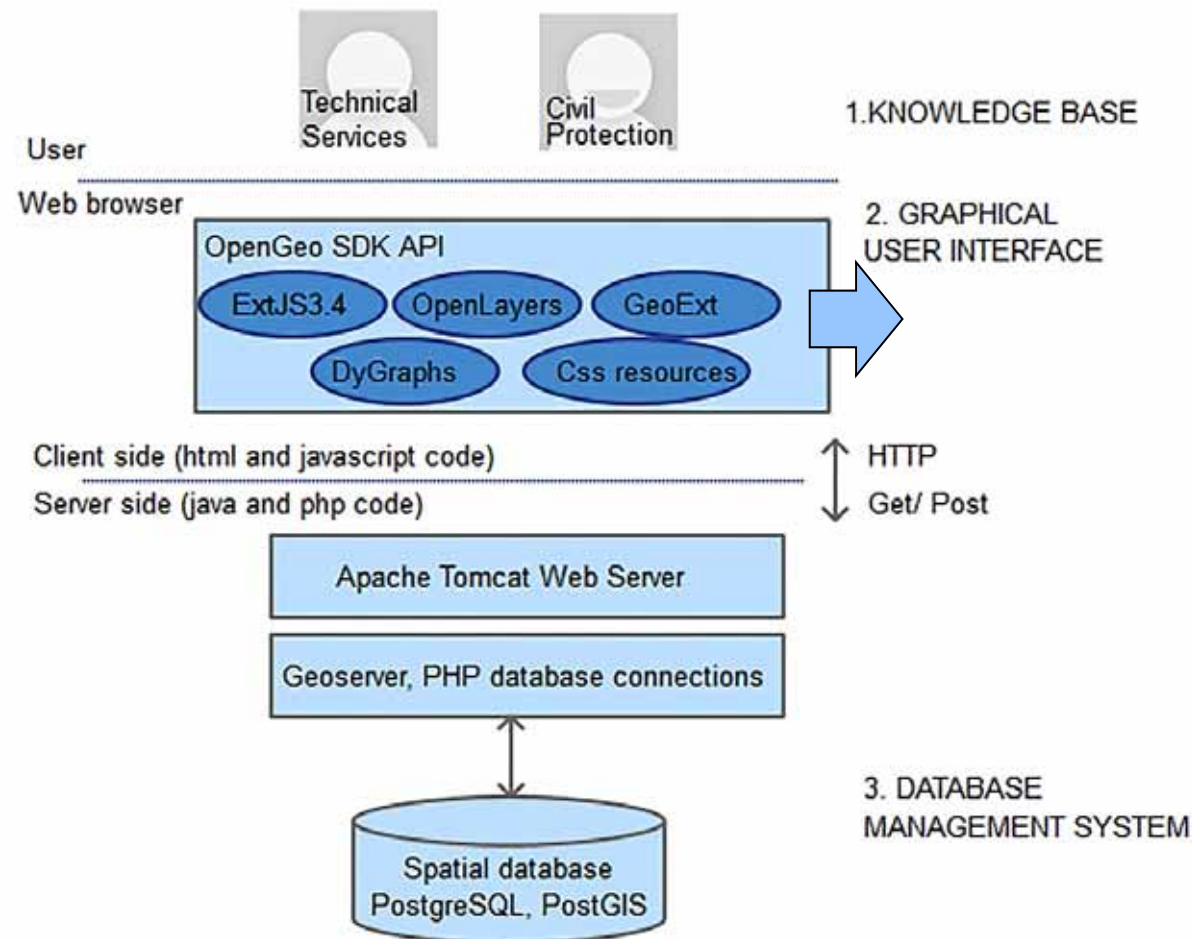 Technical
Services
Civil
Protection
1.KNOWLEDGE BASE
User
Web browser
2. GRAPHICAL
USER INTERFACE
OpenGeo SDK API
ExtJS3.4
OpenLayers
GeoExt
DyGraphs
Css resources
Client side (html and javascript code)
HTTP
Server side (java and php code)
Get/ Post
Apache Tomcat Web Server
Geoserver, PHP database connections
3. DATABASE
MANAGEMENT SYSTEM
Spatial database
PostgreSQL, PostGIS